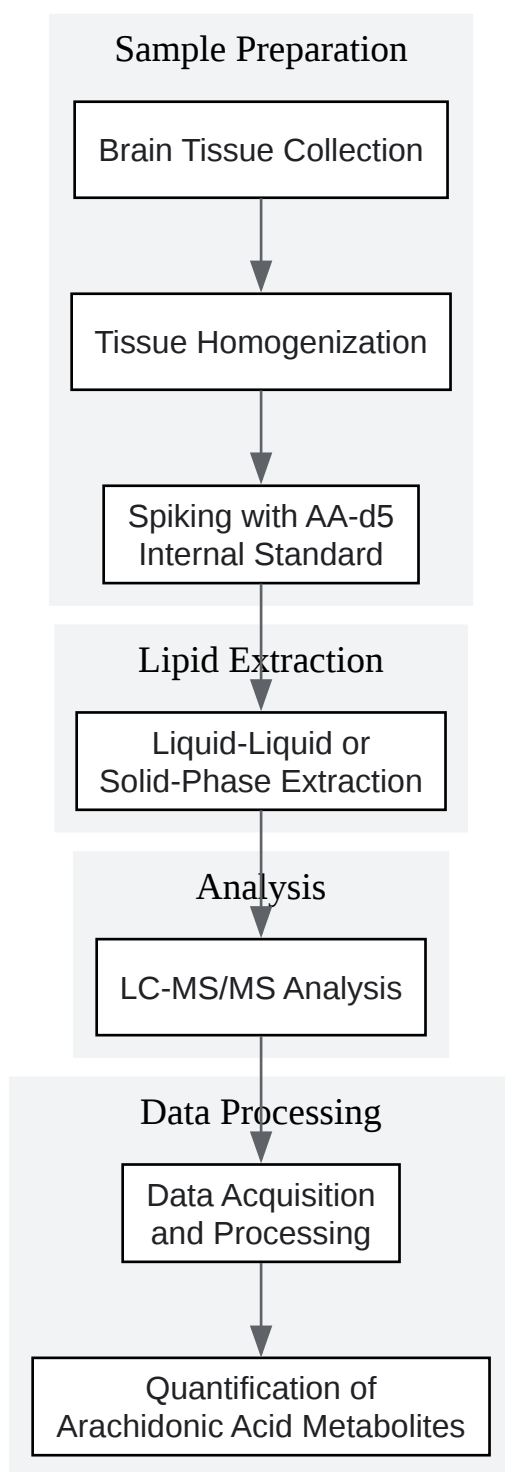 Sample Preparation
Brain Tissue Collection
Tissue Homogenization
Spiking with AA-d5
Internal Standard
Lipid Extraction
Liquid-Liquid or
Solid-Phase Extraction
Analysis
LC-MS/MS Analysis
Data Processing
Data Acquisition
and Processing
Quantification of
Arachidonic Acid Metabolites